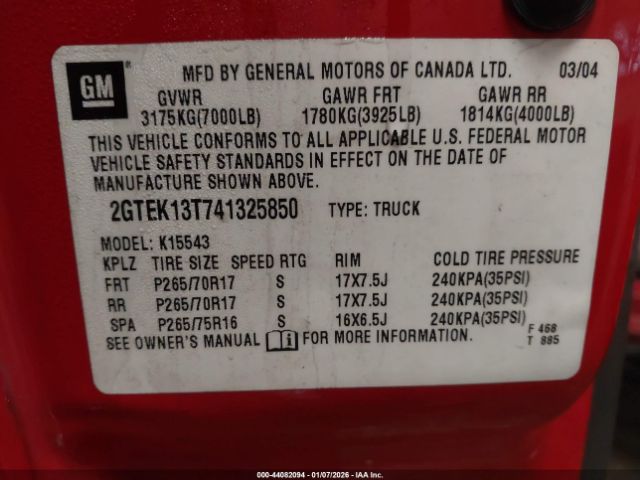 GM
MFD BY GENERAL MOTORS OF CANADA LTD. 03/04
GVWR GAWR FRT GAWR RR
3175KG(7000LB) 1780KG(3925LB) 1814KG(4000LB)
THIS VEHICLE CONFORMS TO ALL APPLICABLE U.S. FEDERAL MOTOR
VEHICLE SAFETY STANDARDS IN EFFECT ON THE DATE OF
MANUFACTURE SHOWN ABOVE.
2GTEK13T741325850 TYPE: TRUCK
MODEL: K15543
KPLZ TIRE SIZE SPEED RTG RIM COLD TIRE PRESSURE
FRT P265/70R17 S 17X7.5J 240KPA(35PSI)
RR P265/70R17 S 17X7.5J 240KPA(35PSI)
SPA P265/75R16 S 16X6.5J 240KPA(35PSI)
SEE OWNER'S MANUAL FOR MORE INFORMATION.
F 468
T 885
000-44082094 - 01/07/2026 - Copyright © IAA, Inc.